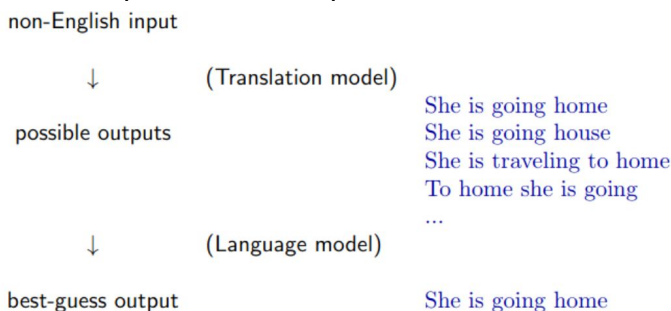 non-English input
↓ (Translation model)
She is going home
possible outputs She is going house
She is traveling to home
To home she is going
...
↓ (Language model)
best-guess output She is going home